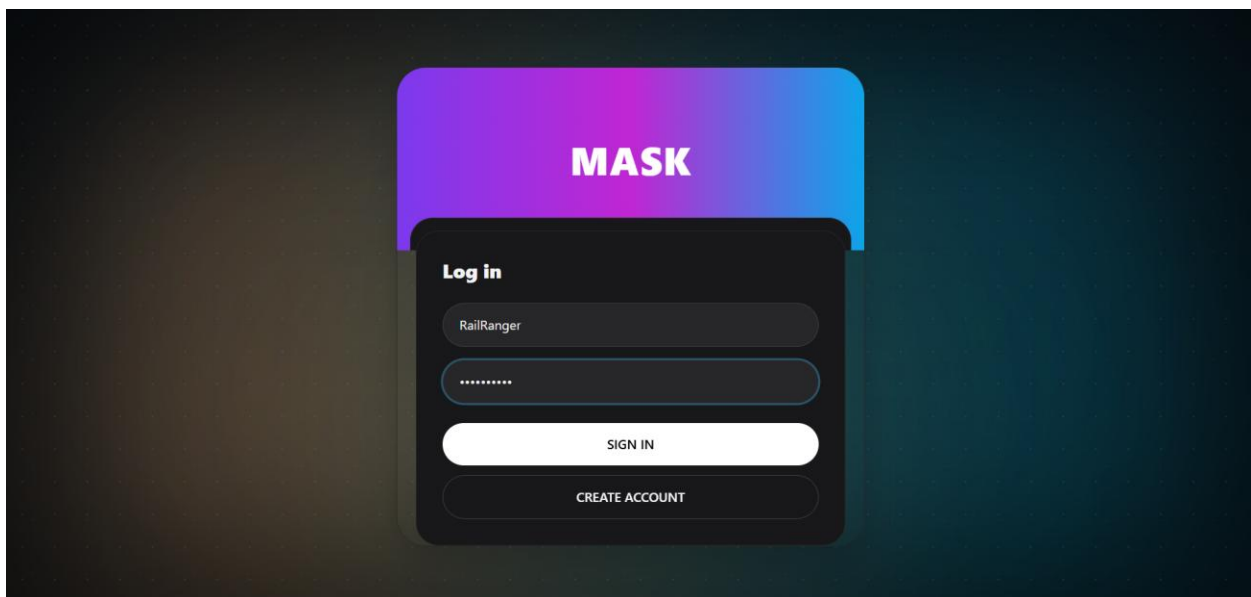 MASK
Log in
RailRanger
••••••••••
SIGN IN
CREATE ACCOUNT